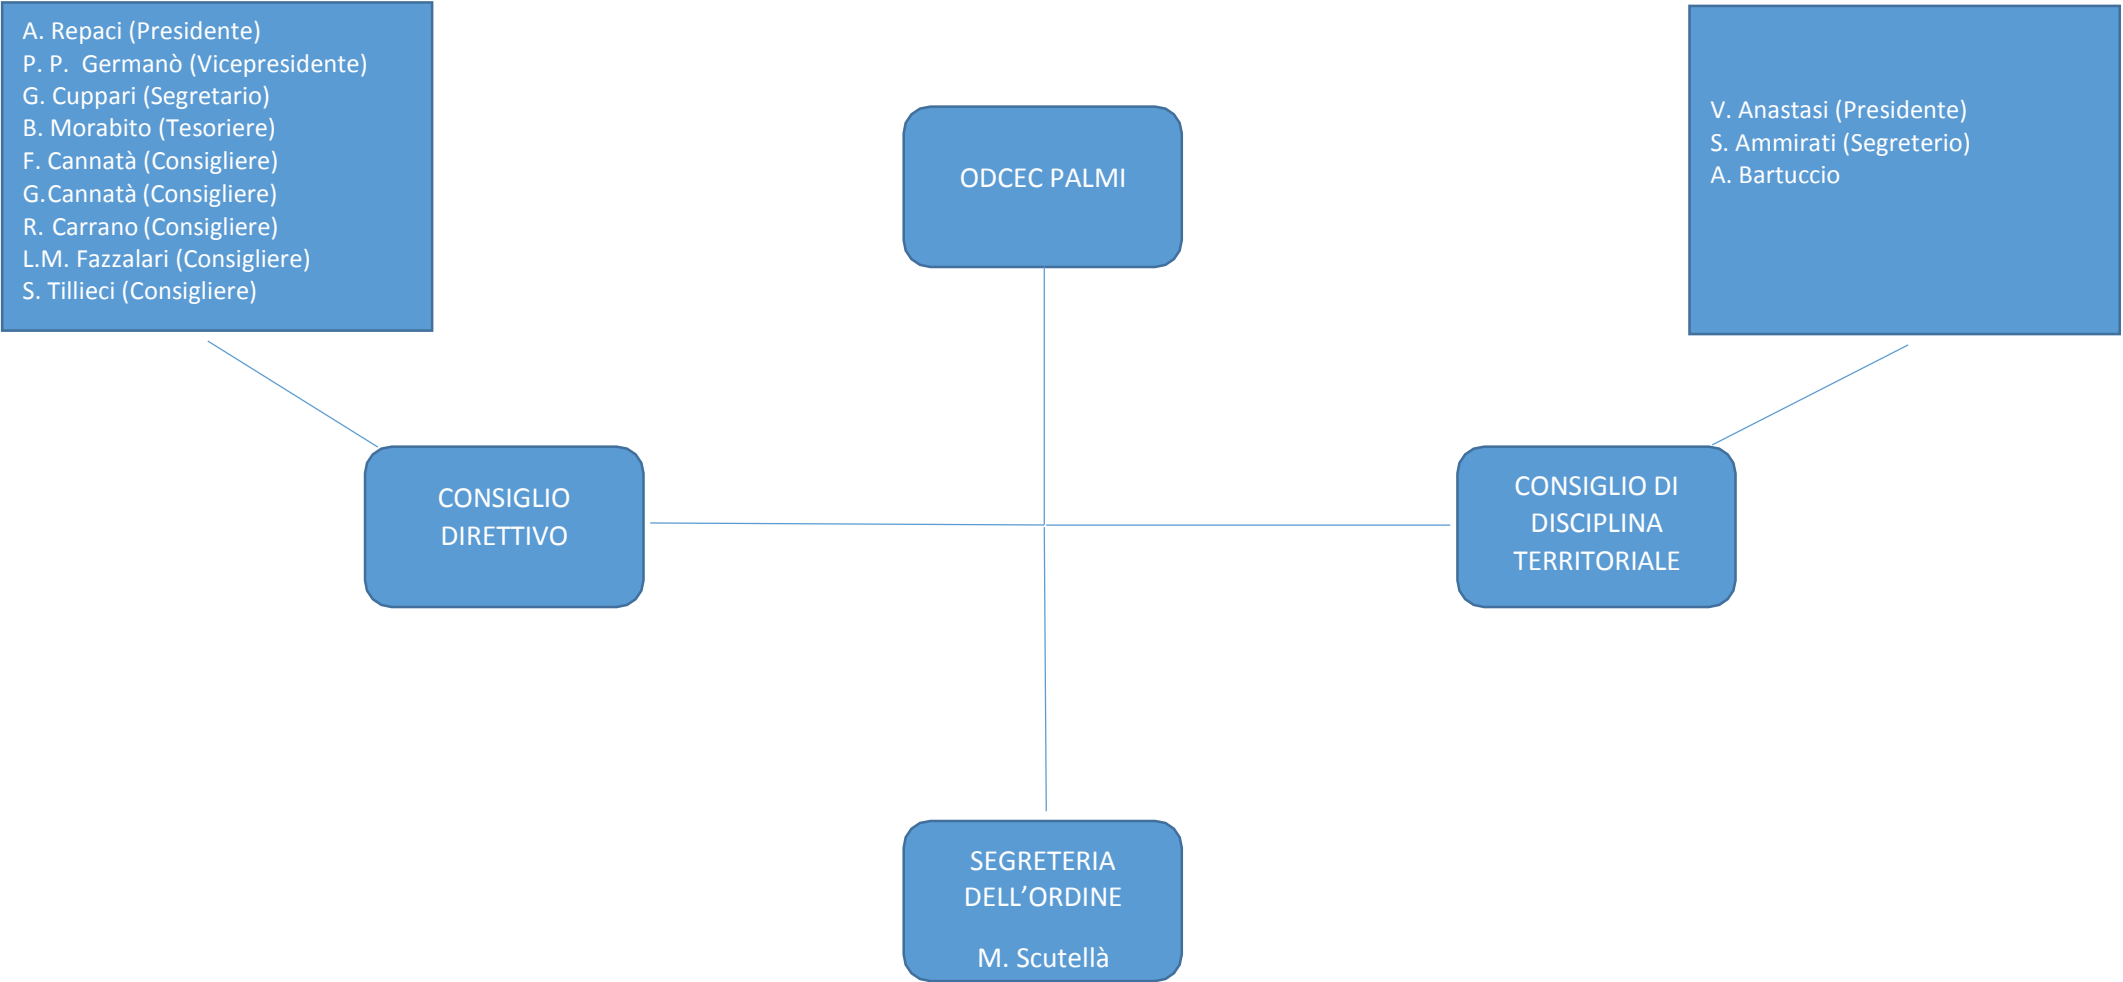 A. Repaci (Presidente)
P. P. Germanò (Vicepresidente)
G. Cuppari (Segretario)
B. Morabito (Tesoriere)
F. Cannatà (Consigliere)
G.Cannatà (Consigliere)
R. Carrano (Consigliere)
L.M. Fazzalari (Consigliere)
S. Tillieci (Consigliere)
ODCEC PALMI
V. Anastasi (Presidente)
S. Ammirati (Segreterio)
A. Bartuccio
CONSIGLIO
DIRETTIVO
CONSIGLIO DI
DISCIPLINA
TERRITORIALE
SEGRETERIA
DELL’ORDINE
M. Scutellà